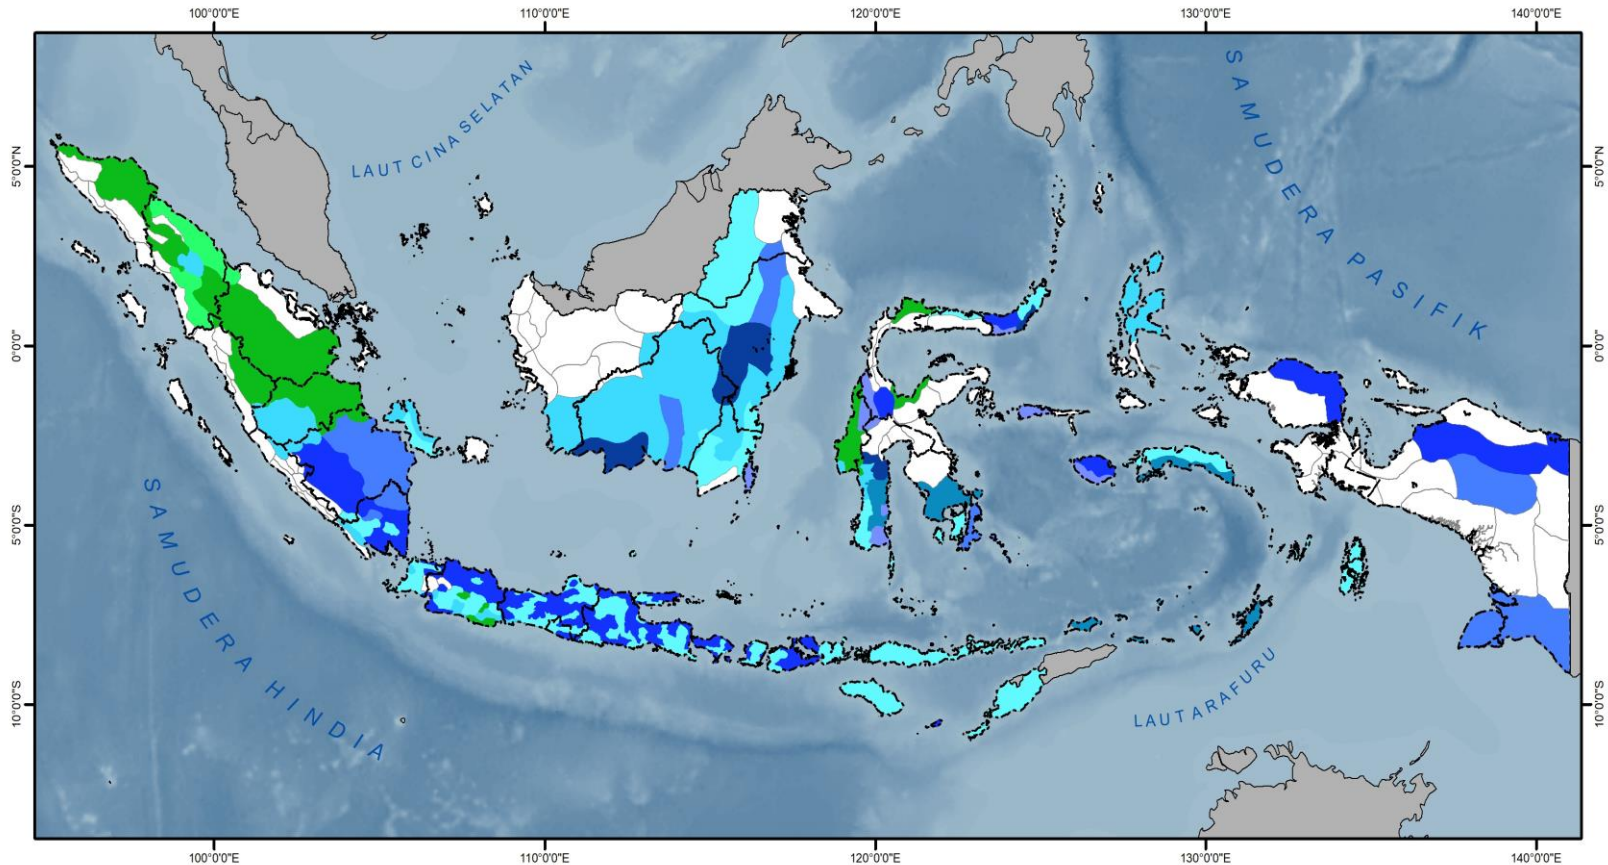 100°0'0"E 110°0'0"E 120°0'0"E 130°0'0"E 140°0'0"E
LAUT CINA SELATAN
SAMUDERA PASIFIK
5°0'0"N 5°0'0"N
0°0'0" 0°0'0"
5°0'0"S 5°0'0"S
10°0'0"S 10°0'0"S
SAMUDERA HINDIA
LAUT ARAFURU
100°0'0"E 110°0'0"E 120°0'0"E 130°0'0"E 140°0'0"E